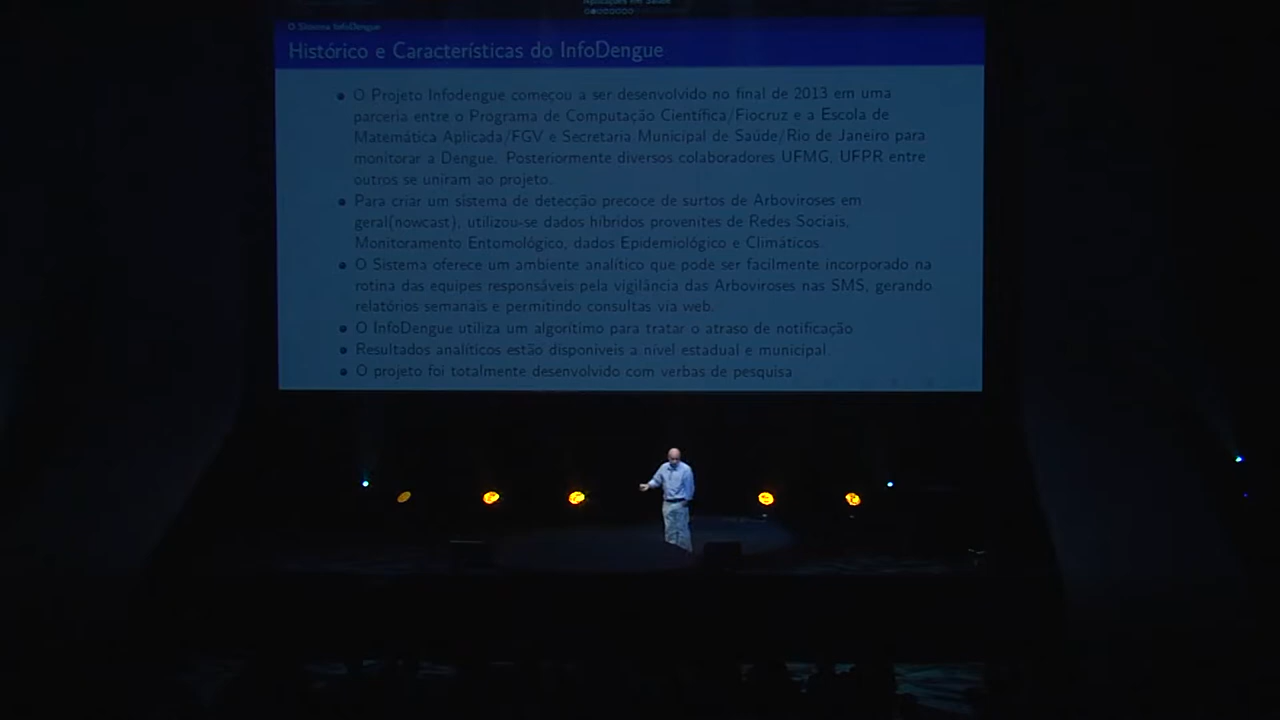 Aplicações em Saúde
O Sistema InfoDengue
Histórico e Características do InfoDengue
O Projeto Infodengue começou a ser desenvolvido no final de 2013 em uma
parceria entre o Programa de Computação Científica/Fiocruz e a Escola de
Matemática Aplicada/FGV e Secretaria Municipal de Saúde/Rio de Janeiro para
monitorar a Dengue. Posteriormente diversos colaboradores UFMG, UFPR entre
outros se uniram ao projeto.
Para criar um sistema de detecção precoce de surtos de Arboviroses em
geral(nowcast), utilizou-se dados híbridos provenites de Redes Sociais,
Monitoramento Entomológico, dados Epidemiológico e Climáticos.
O Sistema oferece um ambiente analítico que pode ser facilmente incorporado na
rotina das equipes responsáveis pela vigilância das Arboviroses nas SMS, gerando
relatórios semanais e permitindo consultas via web.
O InfoDengue utiliza um algoritímo para tratar o atraso de notificação
Resultados analíticos estão disponíveis a nível estadual e municipal.
O projeto foi totalmente desenvolvido com verbas de pesquisa